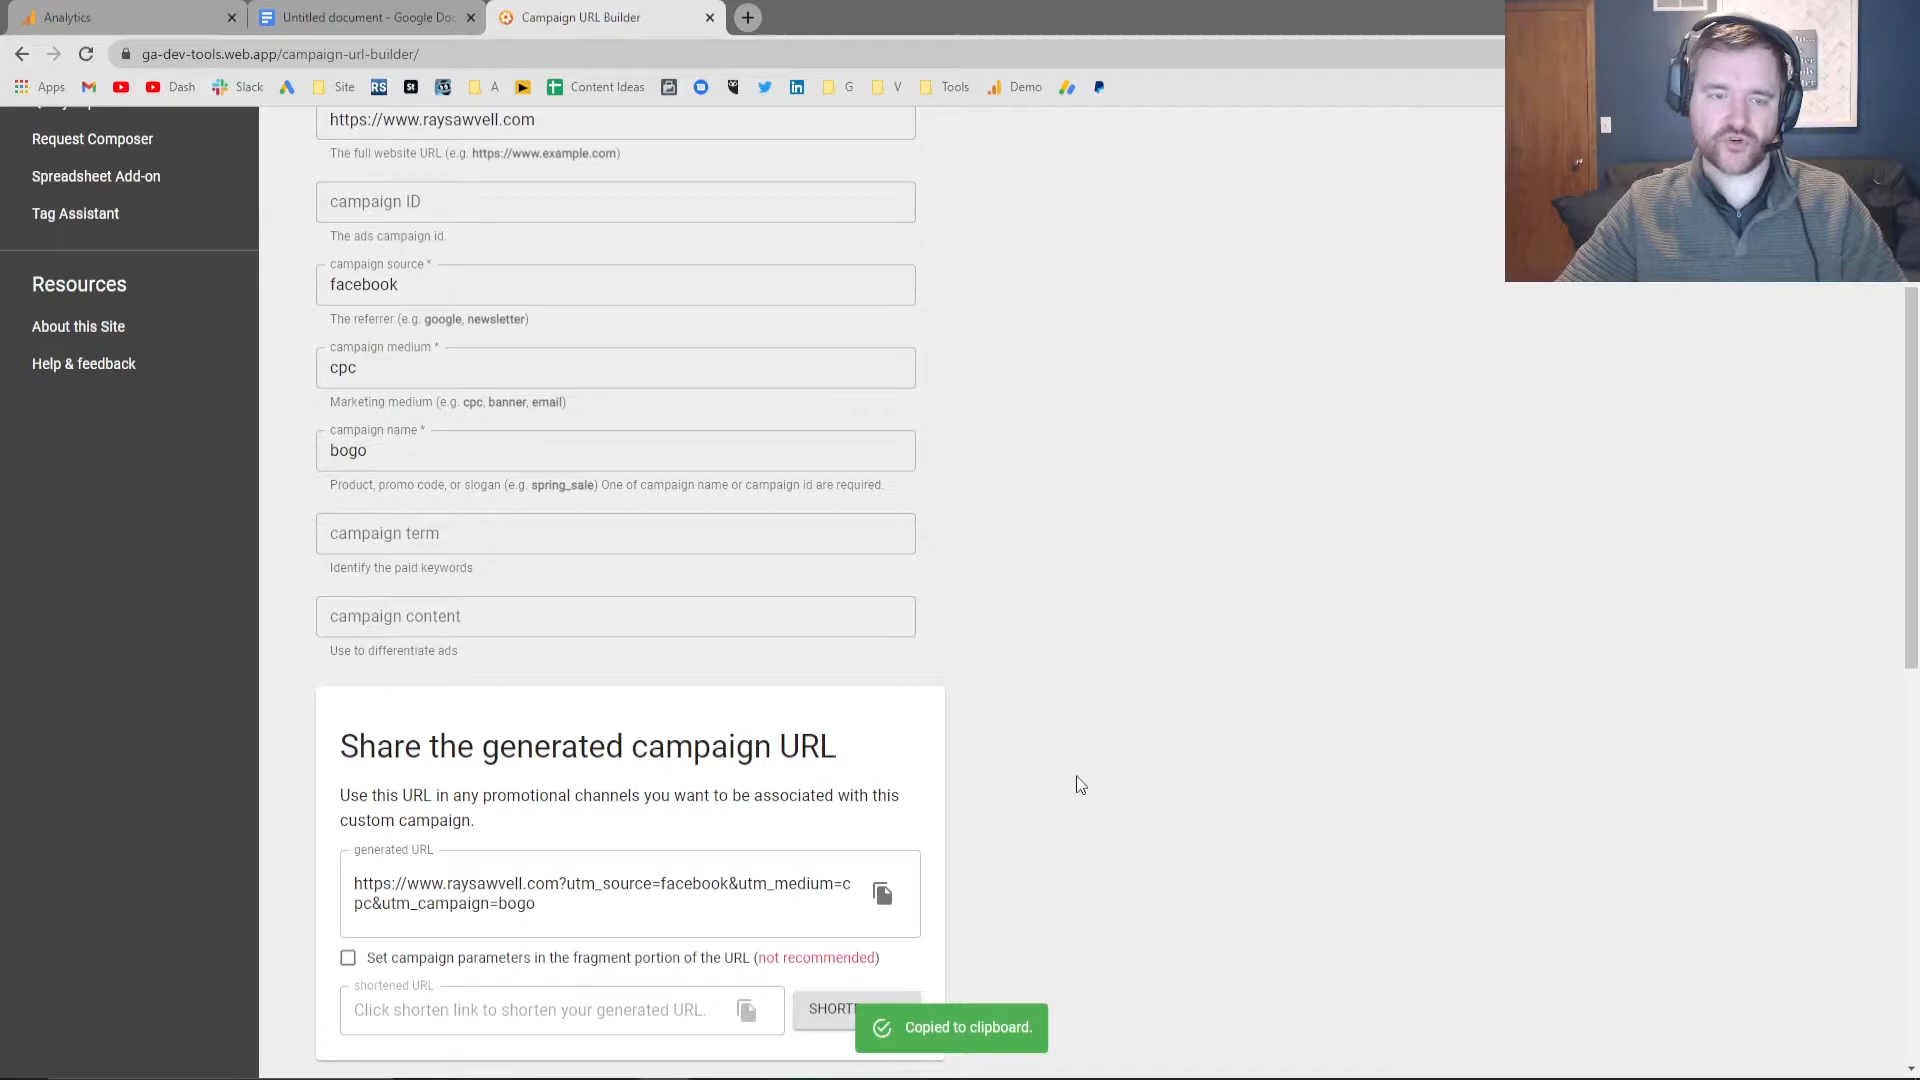 Analytics
Untitled document - Google Doc
Campaign URL Builder
ga-dev-tools.web.app/campaign-url-builder/
Apps
Dash
Slack
Site
RS
St
A
Content Ideas
G
V
Tools
Demo
Request Composer
Spreadsheet Add-on
Tag Assistant
Resources
About this Site
Help & feedback
https://www.raysawvell.com
The full website URL (e.g. https://www.example.com)
campaign ID
The ads campaign id.
campaign source *
facebook
The referrer (e.g. google, newsletter)
campaign medium *
cpc
Marketing medium (e.g. cpc, banner, email)
campaign name *
bogo
Product, promo code, or slogan (e.g. spring_sale) One of campaign name or campaign id are required.
campaign term
Identify the paid keywords
campaign content
Use to differentiate ads
Share the generated campaign URL
Use this URL in any promotional channels you want to be associated with this
custom campaign.
generated URL
https://www.raysawvell.com?utm_source=facebook&utm_medium=c
pc&utm_campaign=bogo
Set campaign parameters in the fragment portion of the URL (not recommended)
shortened URL
Click shorten link to shorten your generated URL.
SHORT
Copied to clipboard.